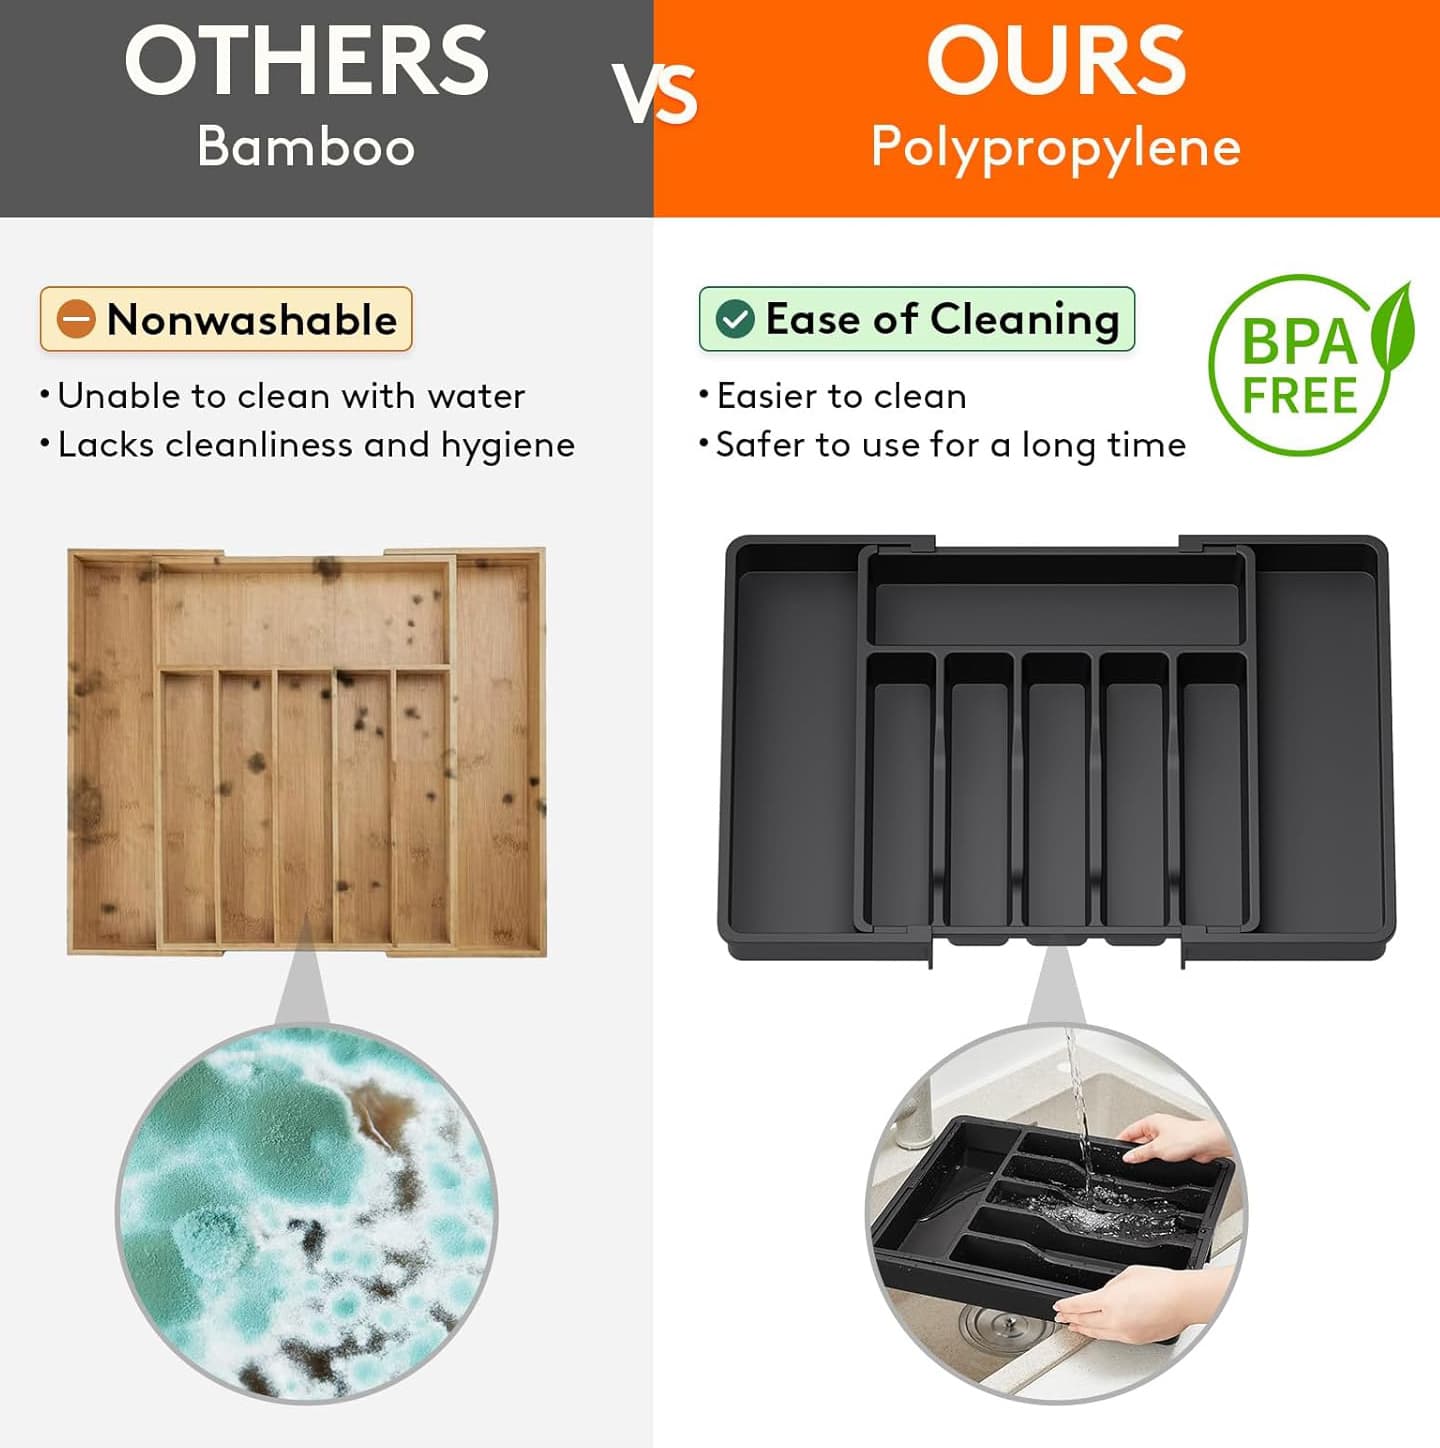 OTHERS
Bamboo
VS
OURS
Polypropylene
Nonwashable
• Unable to clean with water
• Lacks cleanliness and hygiene
Ease of Cleaning
• Easier to clean
• Safer to use for a long time
BPA
FREE